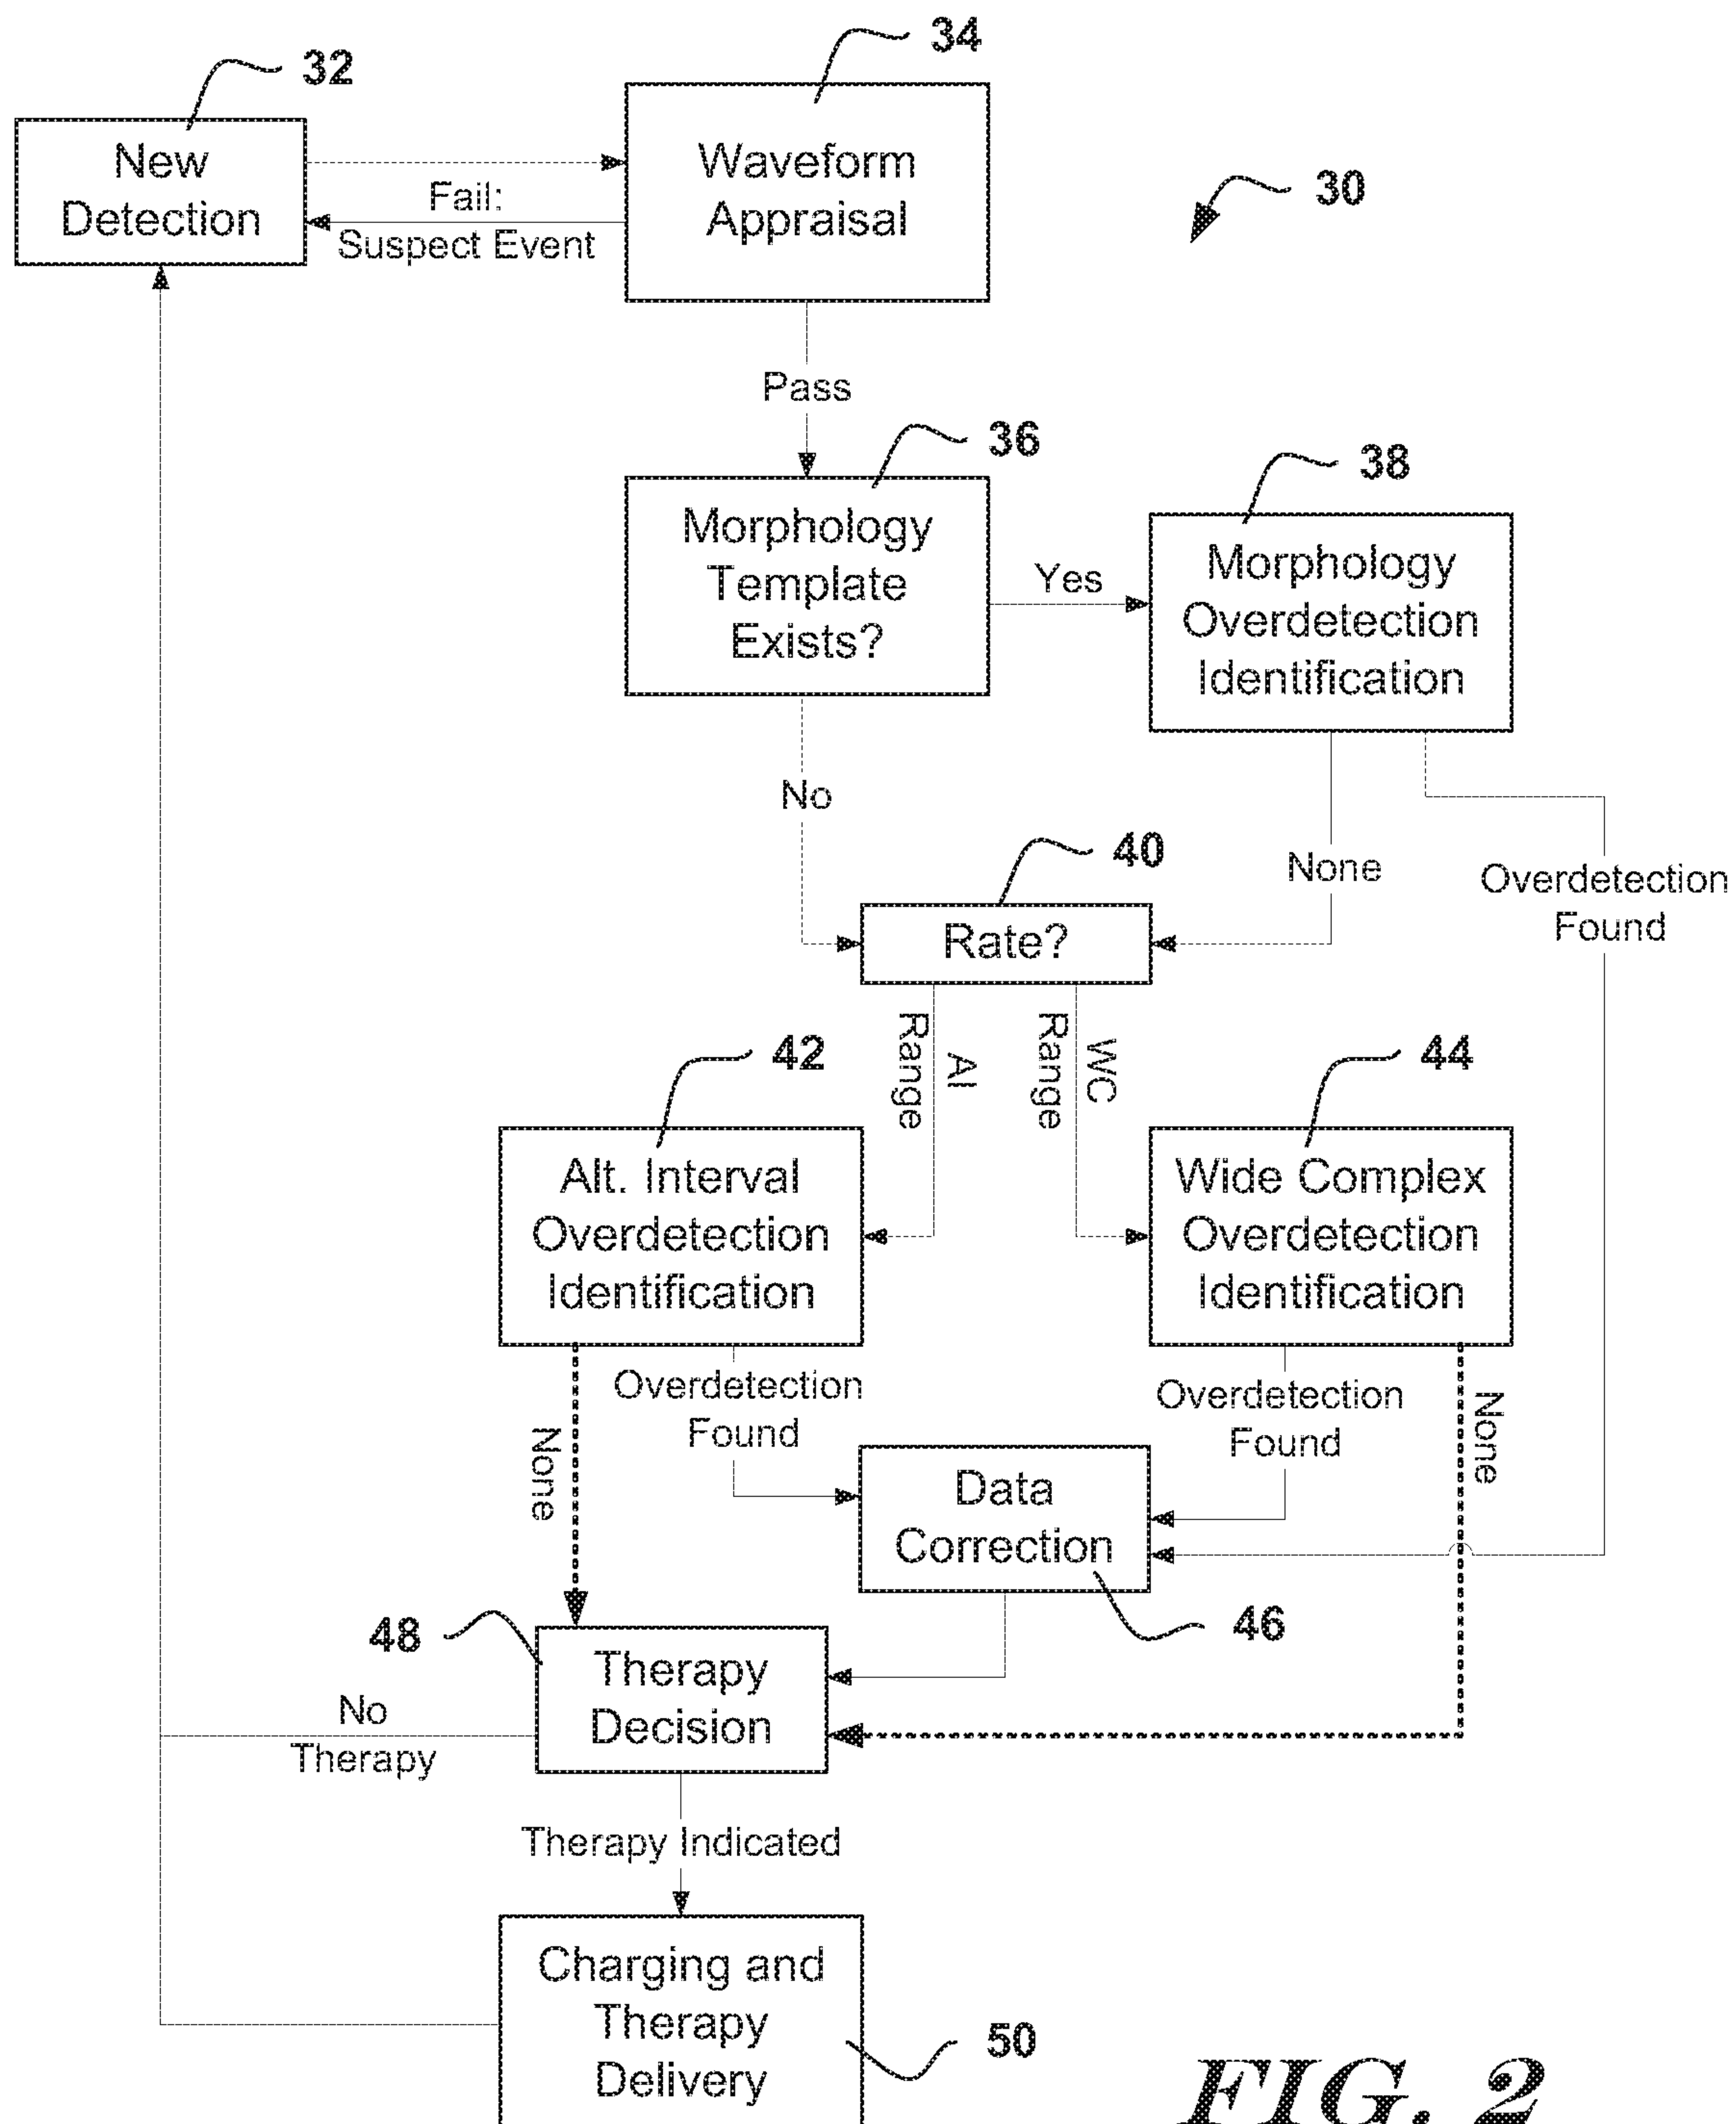 32
34
New
Detection
Fail:
Suspect Event
Waveform
Appraisal
30
Pass
36
38
Morphology
Template
Exists?
Yes
Morphology
Overdetection
Identification
No
None
Overdetection
Found
40
Rate?
AI
Range
WC
Range
42
44
Alt. Interval
Overdetection
Identification
Wide Complex
Overdetection
Identification
None
Overdetection
Found
Overdetection
Found
None
Data
Correction
46
48
Therapy
Decision
No
Therapy
Therapy Indicated
Charging and
Therapy
Delivery
50
FIG. 2